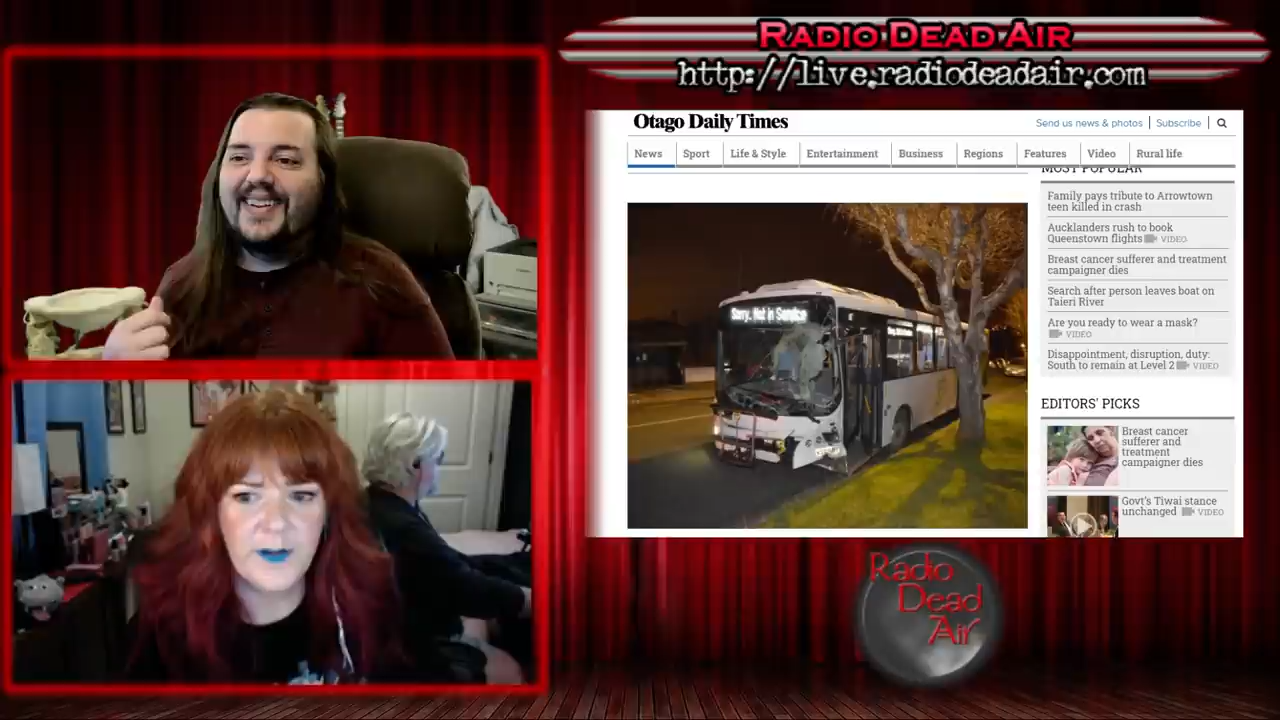 RADIO DEAD AIR
http://live.radiodeadair.com
Otago Daily Times
Send us news & photos | Subscribe
News Sport Life & Style Entertainment Business Regions Features Video Rural life
MOST POPULAR
Family pays tribute to Arrowtown
teen killed in crash
Aucklanders rush to book
Queenstown flights VIDEO
Breast cancer sufferer and treatment
campaigner dies
Search after person leaves boat on
Taieri River
Are you ready to wear a mask?
VIDEO
Disappointment, disruption, duty:
South to remain at Level 2 VIDEO
EDITORS' PICKS
Breast cancer
sufferer and
treatment
campaigner dies
Govt's Tiwai stance
unchanged VIDEO
Sorry, Not in Service
Radio
Dead
Air